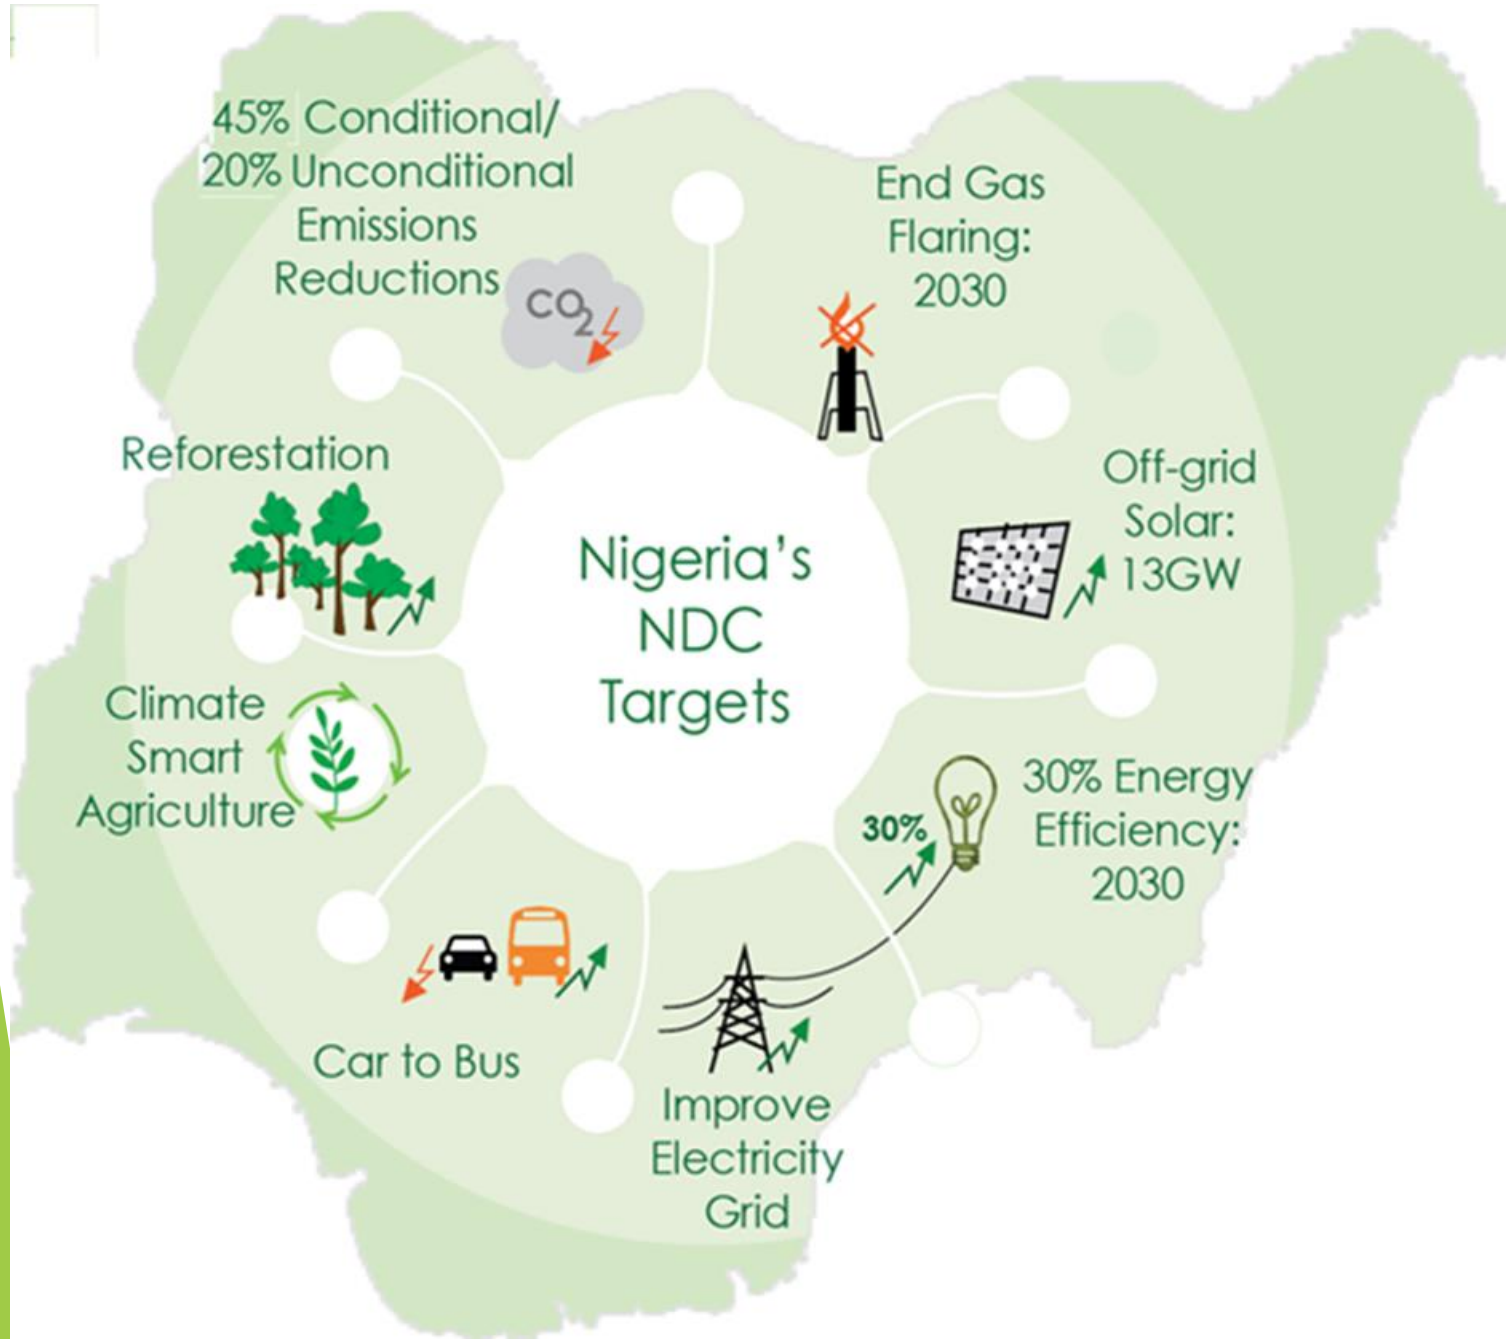 45% Conditional/
20% Unconditional
Emissions
Reductions
CO2
End Gas
Flaring:
2030
Off-grid
Solar:
13GW
30%
30% Energy
Efficiency:
2030
Improve
Electricity
Grid
Car to Bus
Climate
Smart
Agriculture
Reforestation
Nigeria's
NDC
Targets